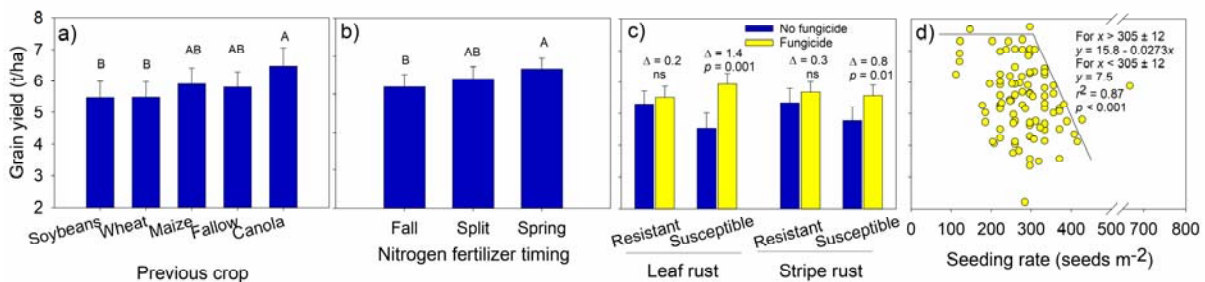 Grain yield (t/ha)
8
7
6
5
4
3
2
a)
B
B
AB
AB
A
Soybeans
Wheat
Maize
Fallow
Canola
Previous crop
b)
B
AB
A
Fall
Split
Spring
Nitrogen fertilizer timing
c)
No fungicide
Fungicide
Δ = 0.2
ns
Δ = 1.4
p = 0.001
Δ = 0.3
ns
Δ = 0.8
p = 0.01
Resistant
Susceptible
Resistant
Susceptible
Leaf rust
Stripe rust
d)
For x > 305 ± 12
y = 15.8 - 0.0273x
For x < 305 ± 12
y = 7.5
r² = 0.87
p < 0.001
0 100 200 300 400 500 700 800
Seeding rate (seeds m⁻²)